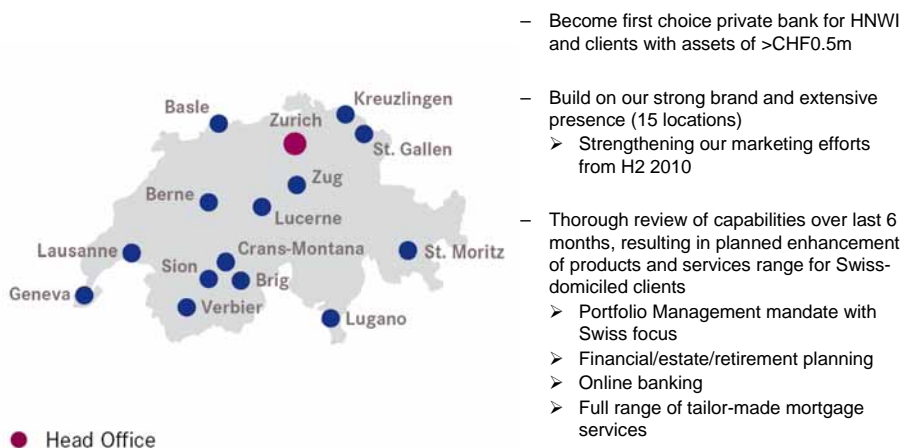 Basle
Kreuzlingen
Zurich
St. Gallen
Zug
Berne
Lucerne
Lausanne
Crans-Montana
St. Moritz
Sion
Brig
Geneva
Verbier
Lugano
Head Office
– Become first choice private bank for HNWI
and clients with assets of >CHF0.5m
– Build on our strong brand and extensive
presence (15 locations)
➢ Strengthening our marketing efforts
from H2 2010
– Thorough review of capabilities over last 6
months, resulting in planned enhancement
of products and services range for Swiss-
domiciled clients
➢ Portfolio Management mandate with
Swiss focus
➢ Financial/estate/retirement planning
➢ Online banking
➢ Full range of tailor-made mortgage
services